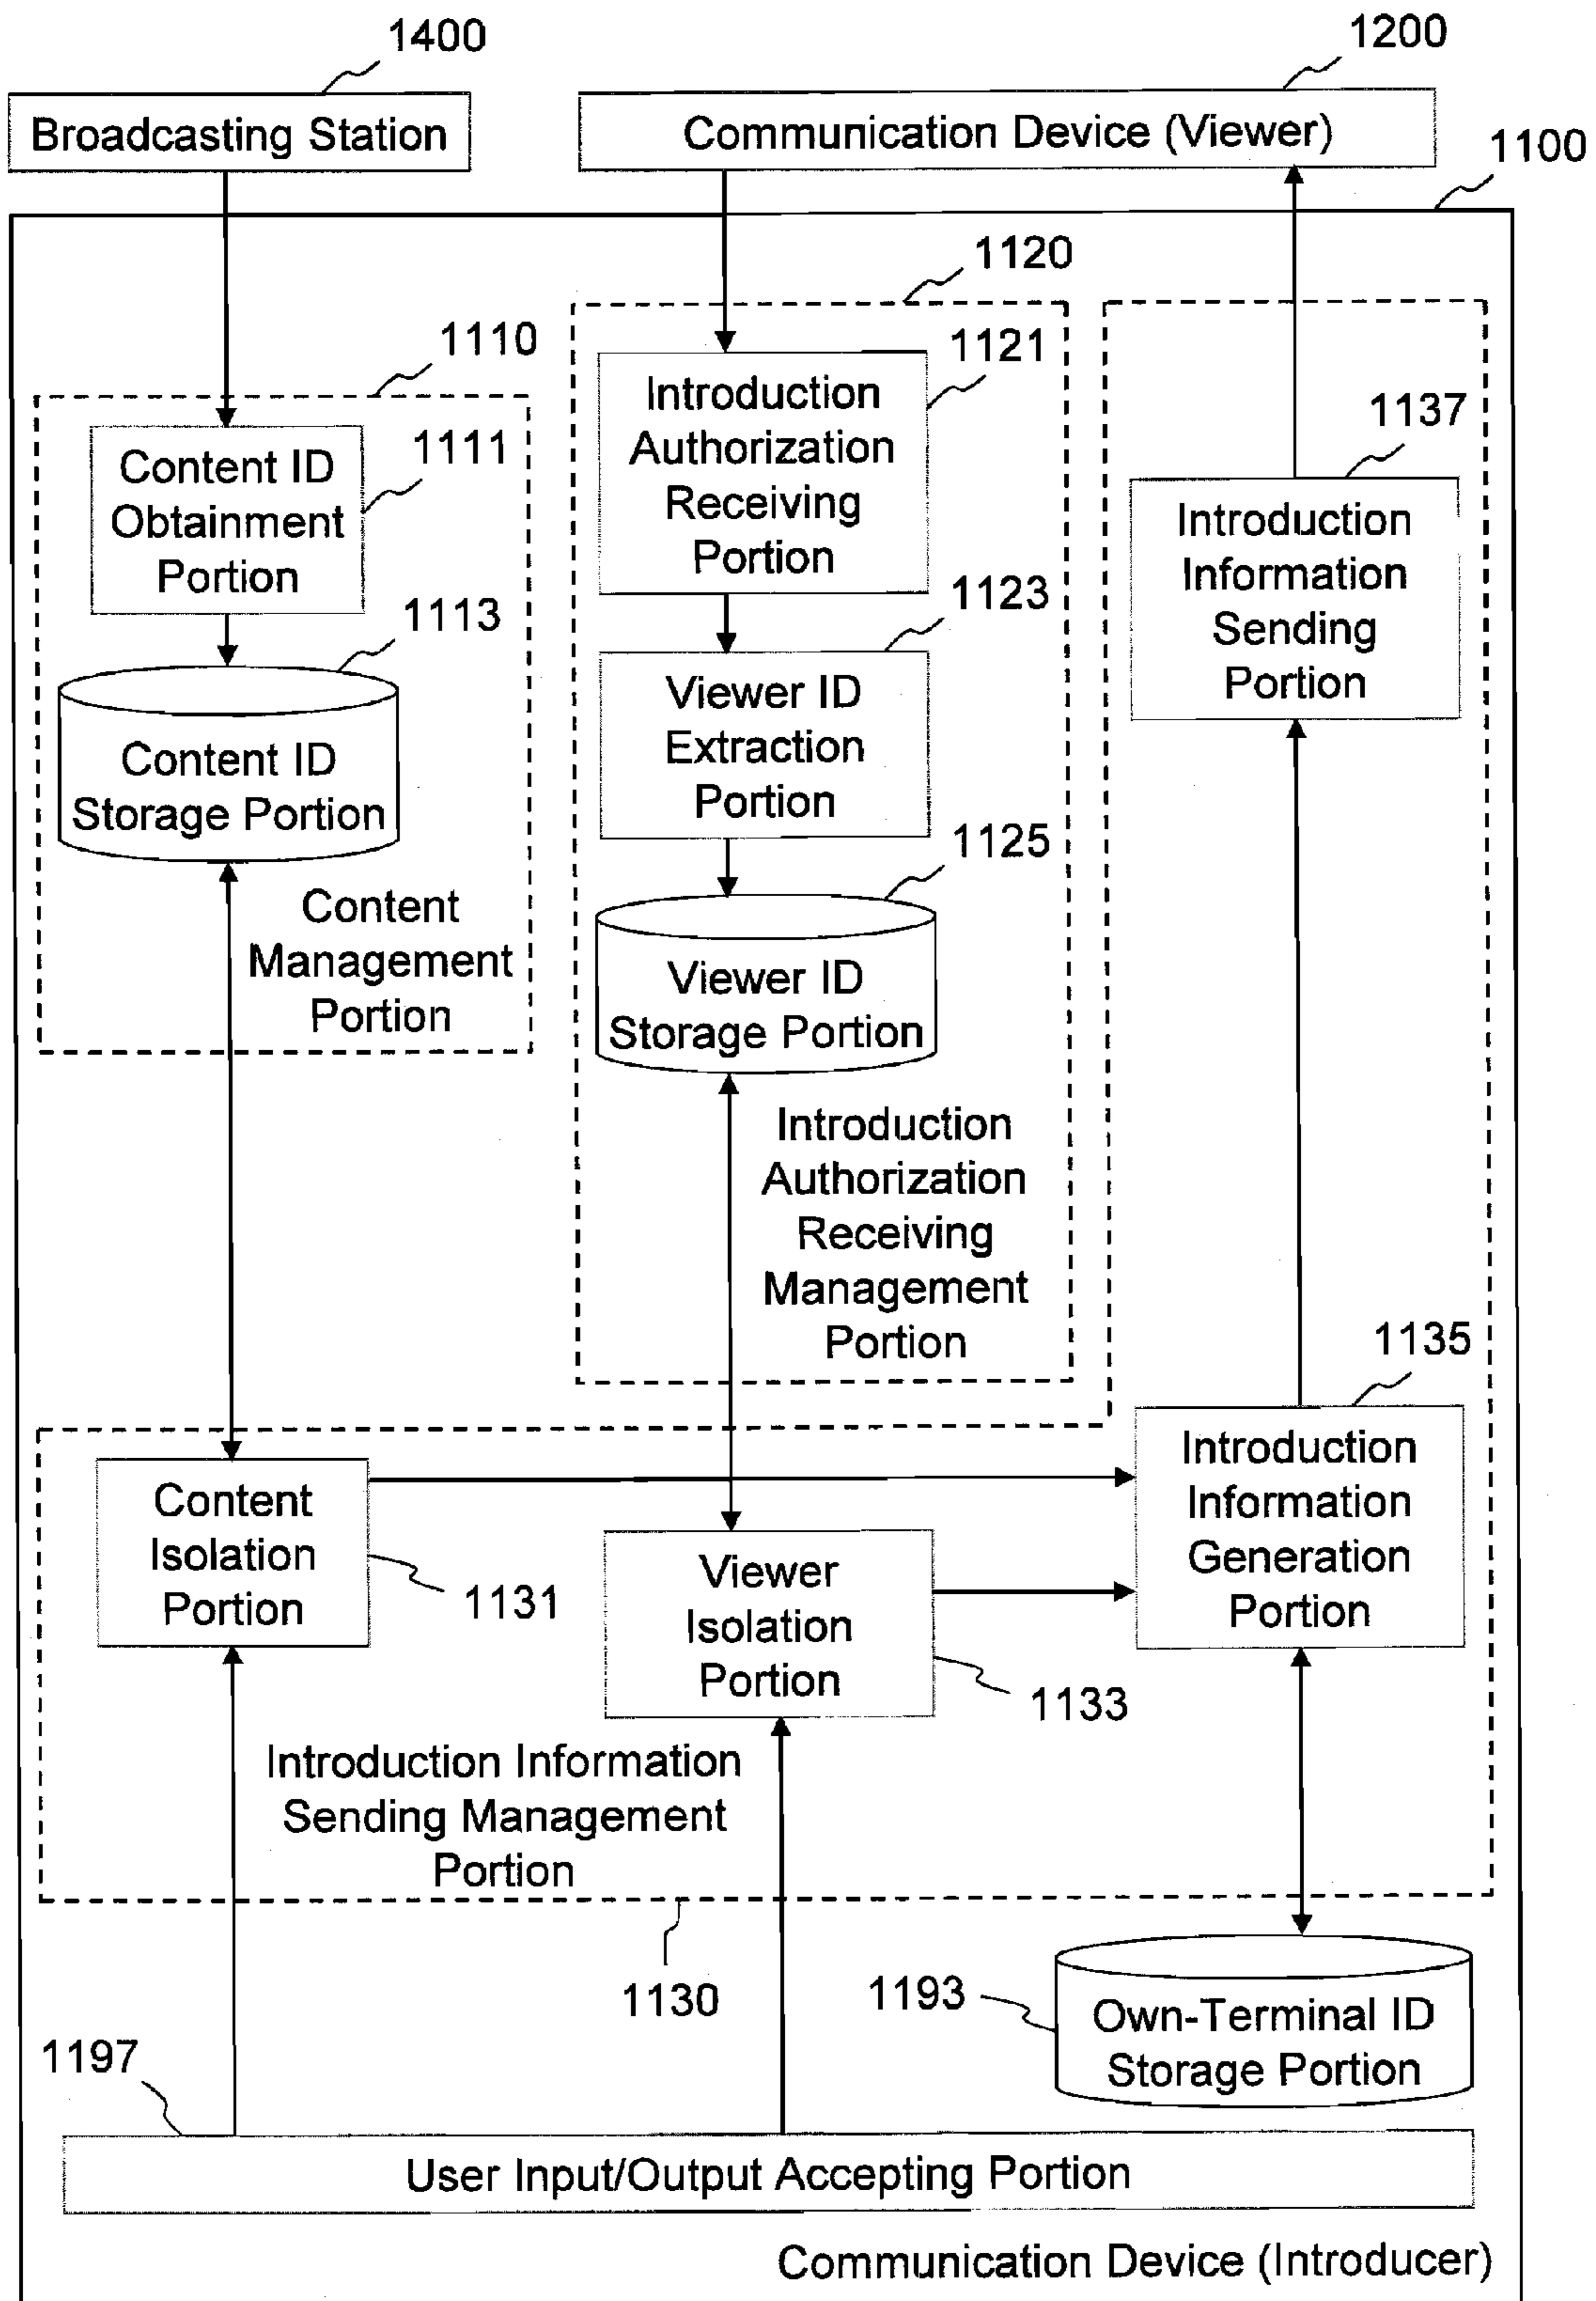 1400
1200
Broadcasting Station
Communication Device (Viewer)
1100
1120
1110
1121
Introduction
Authorization
Receiving
Portion
1137
Content ID
Obtainment
Portion
1111
Introduction
Information
Sending
Portion
1113
1123
Viewer ID
Extraction
Portion
Content ID
Storage Portion
1125
Content
Management
Portion
Viewer ID
Storage Portion
Introduction
Authorization
Receiving
Management
Portion
1135
Content
Isolation
Portion
1131
Introduction
Information
Generation
Portion
Viewer
Isolation
Portion
1133
Introduction Information
Sending Management
Portion
1130
1193
Own-Terminal ID
Storage Portion
1197
User Input/Output Accepting Portion
Communication Device (Introducer)